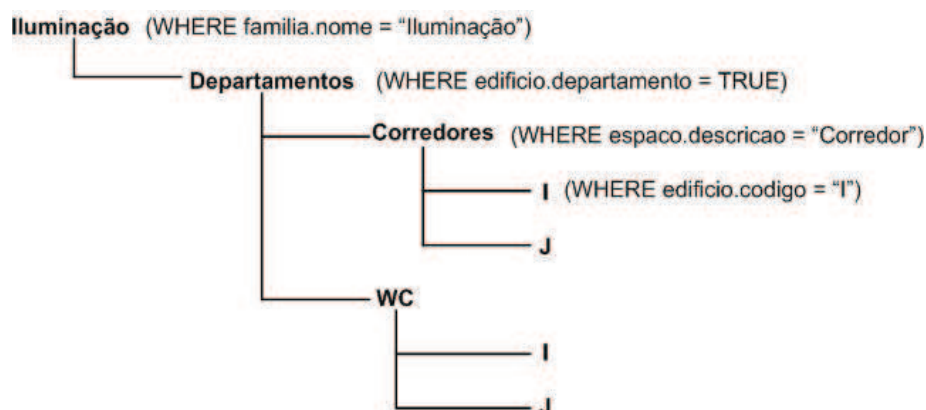 Iluminação (WHERE familia.nome = “Iluminação”)
Departamentos (WHERE edificio.departamento = TRUE)
Corredores (WHERE espaco.descricao = “Corredor”)
I (WHERE edificio.codigo = “I”)
J
WC
I
J